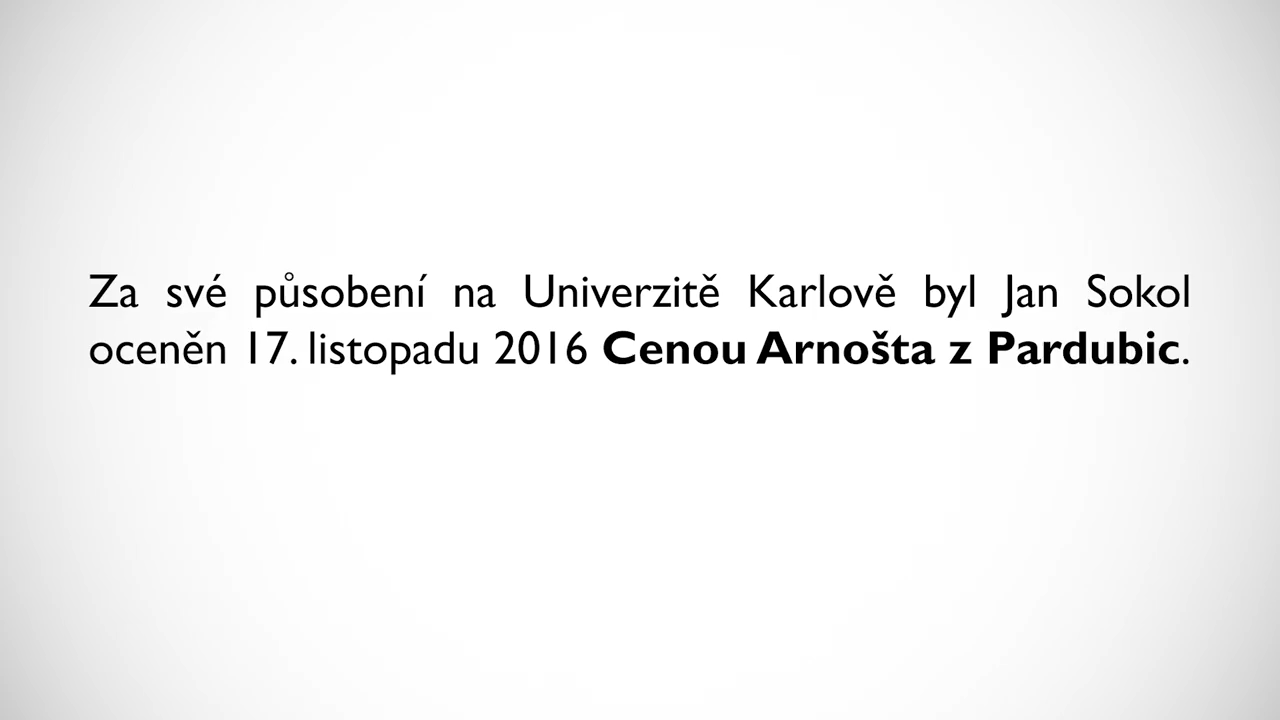 Za své působení na Univerzitě Karlově byl Jan Sokol
oceněn 17. listopadu 2016 Cenou Arnošta z Pardubic.